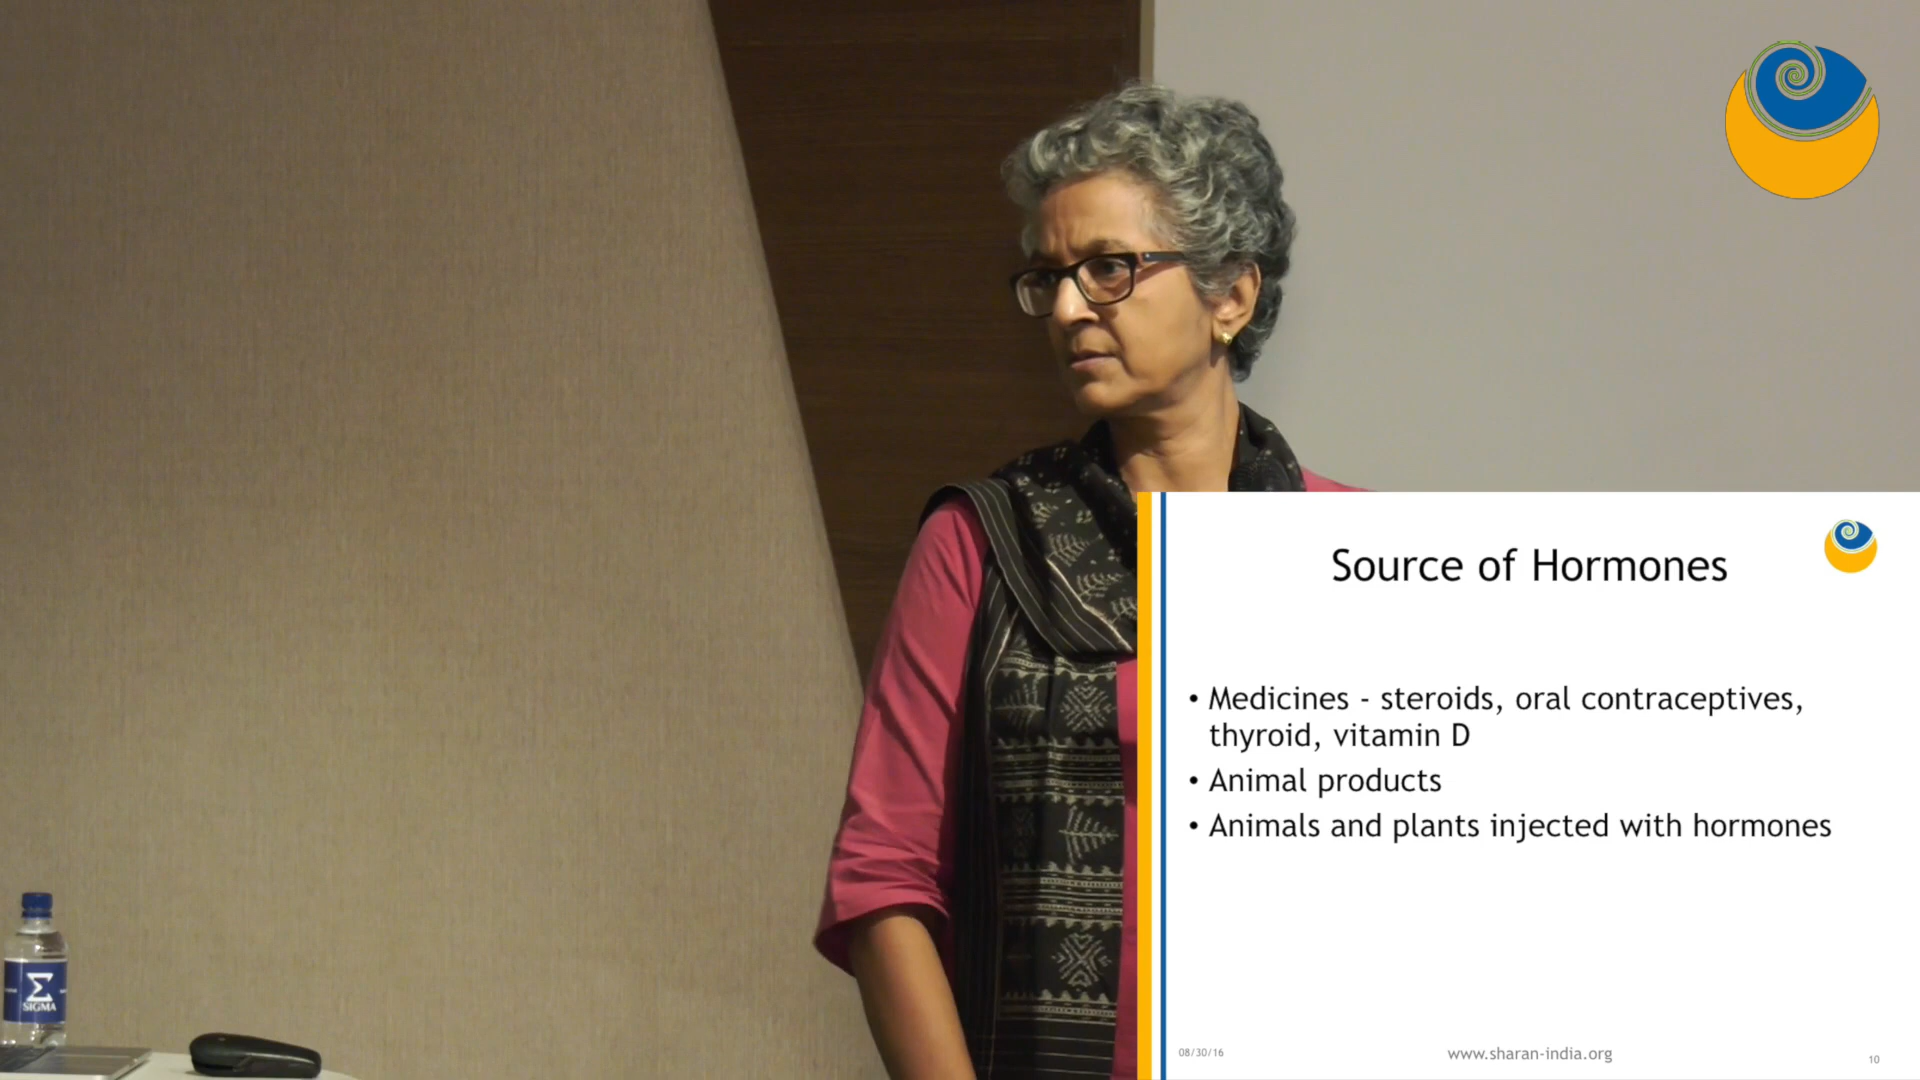 Source of Hormones
• Medicines - steroids, oral contraceptives,
thyroid, vitamin D
• Animal products
• Animals and plants injected with hormones
08/30/16
www.sharan-india.org
10
Σ
SIGMA